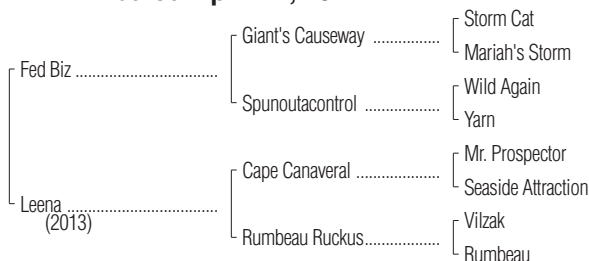 Storm Cat
Giant's Causeway ................
Mariah's Storm
Fed Biz ..................................
Wild Again
Spunoutacontrol ..................
Yarn
Mr. Prospector
Cape Canaveral ....................
Seaside Attraction
Leena ....................................
(2013)
Vilzak
Rumbeau Ruckus..................
Rumbeau